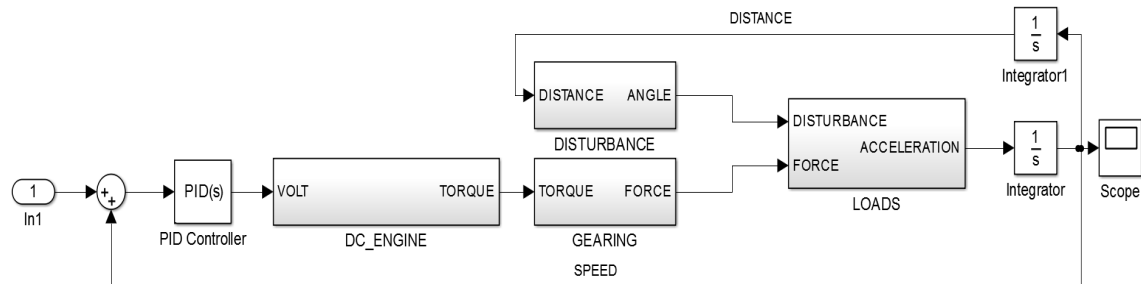 DISTANCE
1
s
Integrator1
DISTANCE ANGLE
DISTURBANCE
DISTURBANCE
FORCE
ACCELERATION
LOADS
1
s
Integrator
Scope
1
In1
+
+
PID(s)
PID Controller
VOLT TORQUE
DC_ENGINE
TORQUE FORCE
GEARING
SPEED